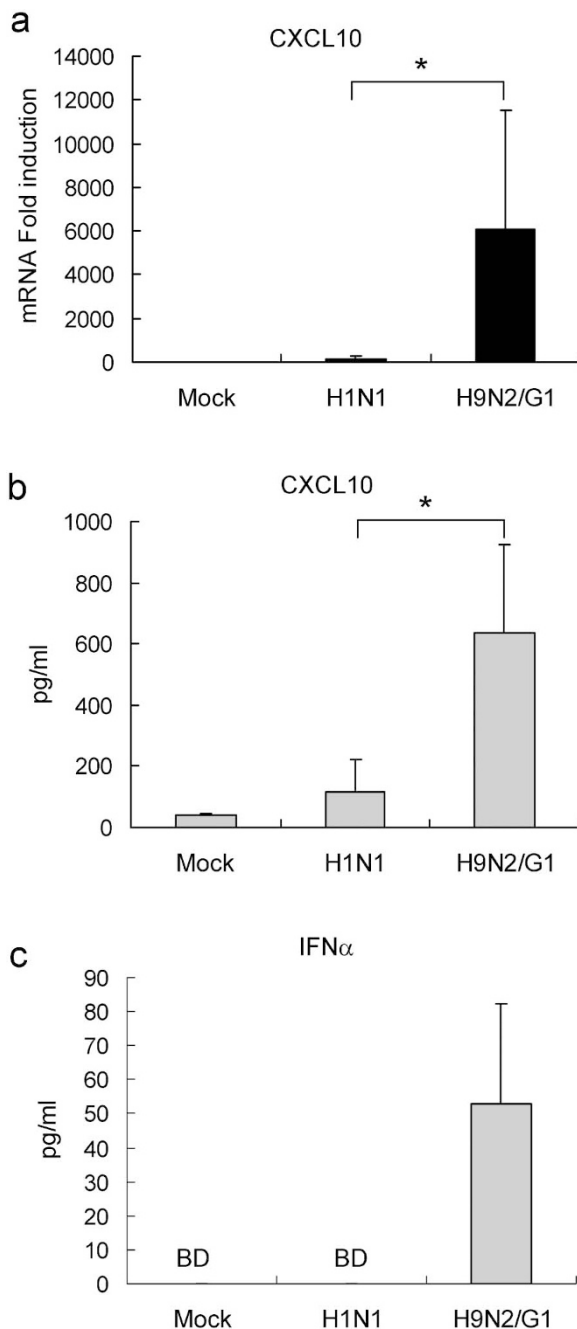 a
CXCL10
mRNA Fold induction
14000
12000
10000
8000
6000
4000
2000
0
*
Mock H1N1 H9N2/G1
b
CXCL10
pg/ml
1000
800
600
400
200
0
*
Mock H1N1 H9N2/G1
c
IFNα
pg/ml
90
80
70
60
50
40
30
20
10
0
BD BD
Mock H1N1 H9N2/G1